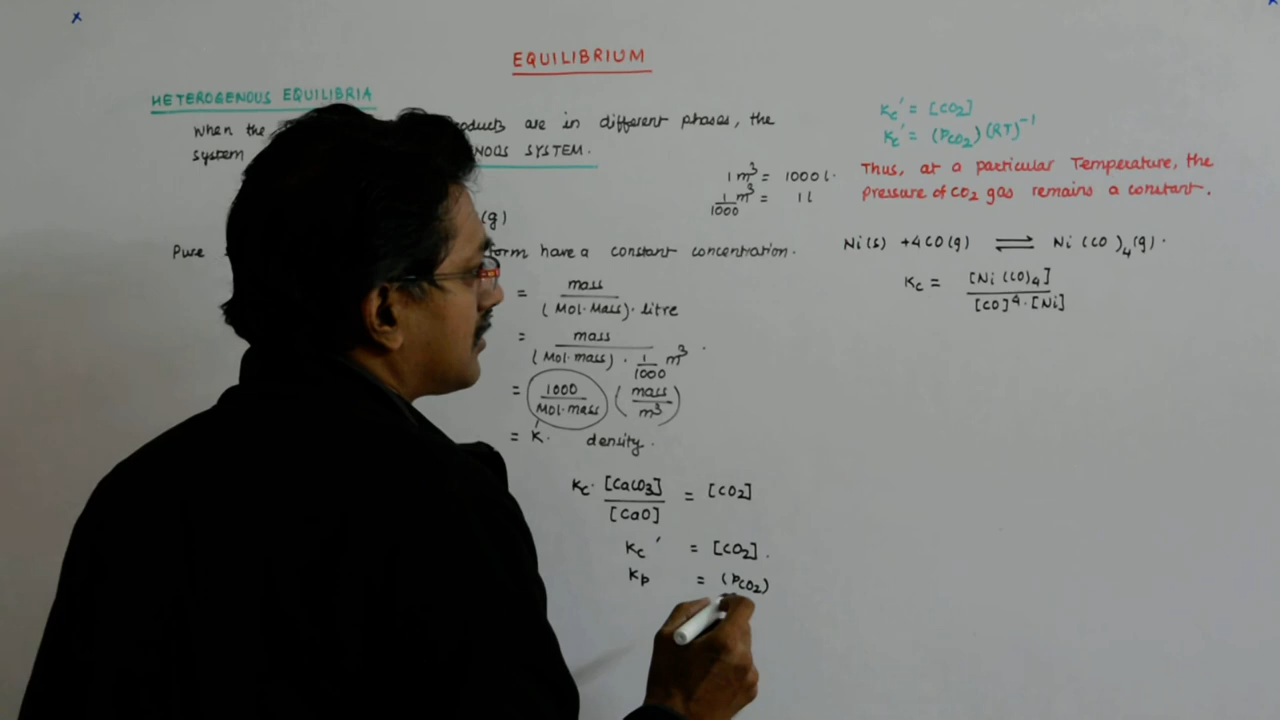 EQUILIBRIUM
HETEROGENOUS EQUILIBRIA
When the
are in different phases, the
system
SYSTEM.
(g)
Pure
form have a constant concentration.
= mass / (Mol. Mass). litre
= mass / (Mol. mass) . 1/1000 m³ .
= 1000/Mol. mass (mass/m³)
= K' density.
Kc. [CaCO₃]/[CaO] = [CO₂]
Kc' = [CO₂].
Kp = (PCO₂)
1 m³ = 1000 l.
1/1000 m³ = 1 l
Kc' = [CO₂]
Kc' = (PCO₂) (RT)⁻¹
Thus, at a particular Temperature, the
Pressure of CO₂ gas remains a constant.
Ni(s) + 4CO(g) ⇌ Ni(CO)₄(g).
Kc = [Ni(CO)₄] / [CO]⁴.[Ni]